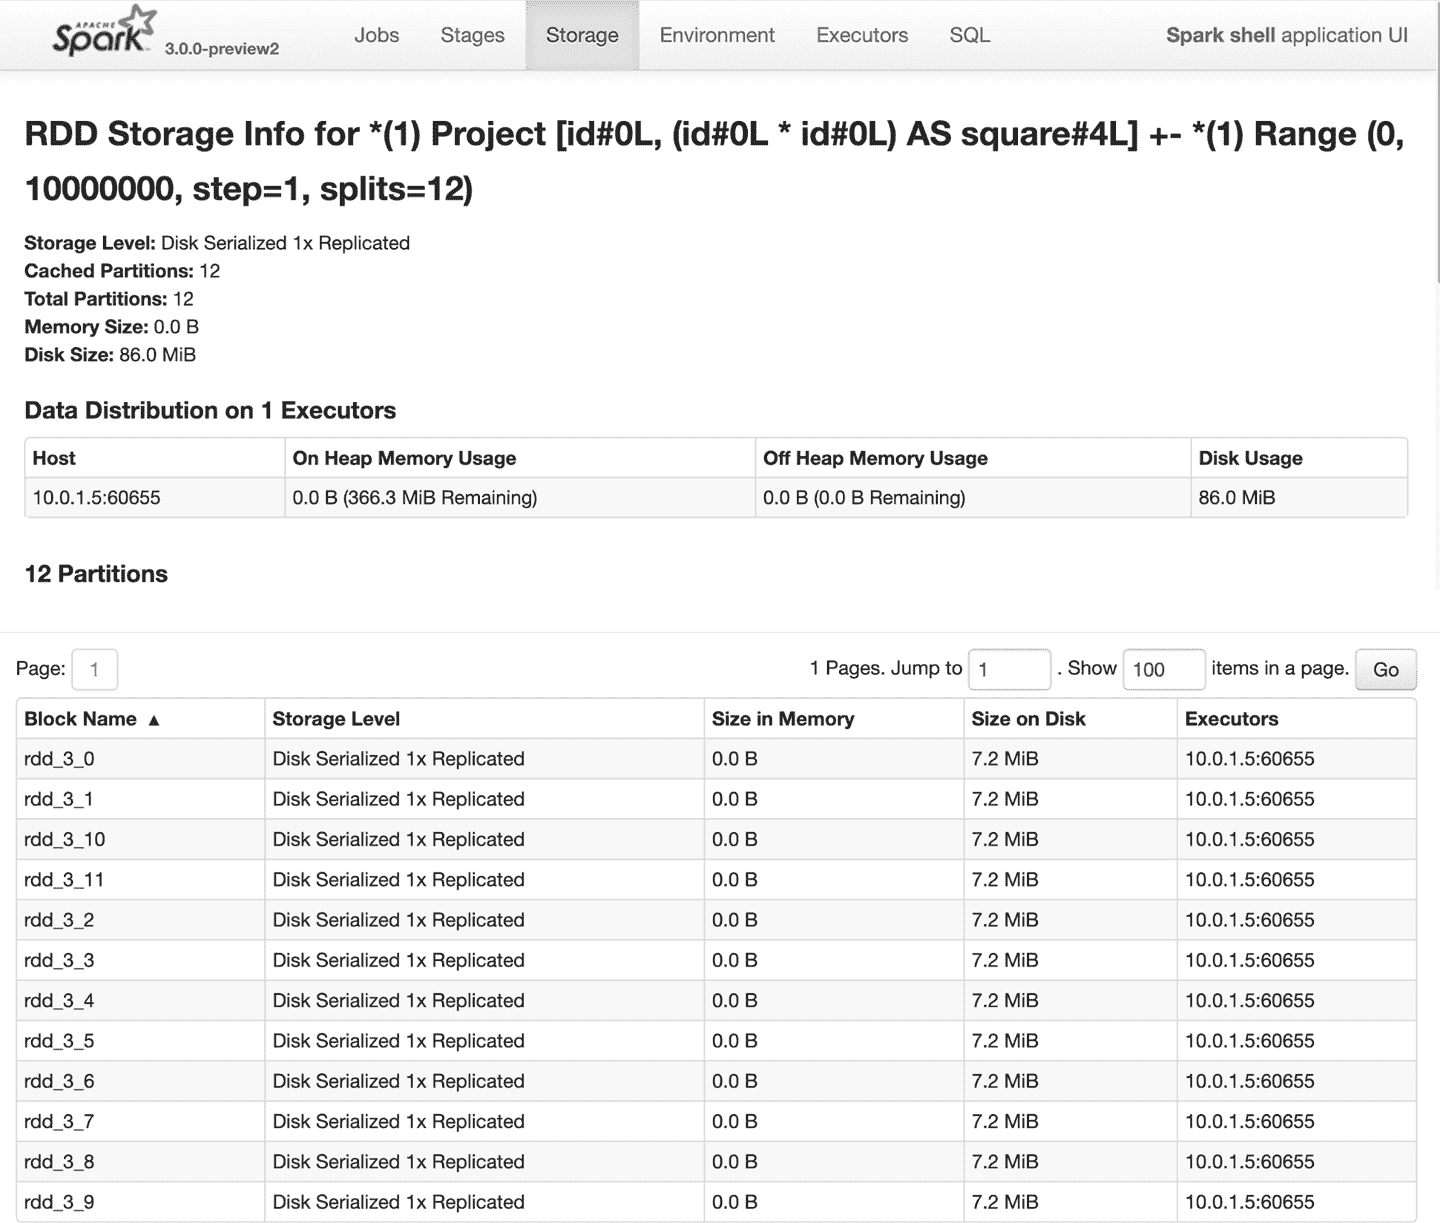 APACHE Spark 3.0.0-preview2 Jobs Stages Storage Environment Executors SQL Spark shell application UI
RDD Storage Info for *(1) Project [id#0L, (id#0L * id#0L) AS square#4L] +- *(1) Range (0,
10000000, step=1, splits=12)
Storage Level: Disk Serialized 1x Replicated
Cached Partitions: 12
Total Partitions: 12
Memory Size: 0.0 B
Disk Size: 86.0 MiB
Data Distribution on 1 Executors
Host On Heap Memory Usage Off Heap Memory Usage Disk Usage
10.0.1.5:60655 0.0 B (366.3 MiB Remaining) 0.0 B (0.0 B Remaining) 86.0 MiB
12 Partitions
Page: 1 1 Pages. Jump to 1 . Show 100 items in a page. Go
Block Name ▲ Storage Level Size in Memory Size on Disk Executors
rdd_3_0 Disk Serialized 1x Replicated 0.0 B 7.2 MiB 10.0.1.5:60655
rdd_3_1 Disk Serialized 1x Replicated 0.0 B 7.2 MiB 10.0.1.5:60655
rdd_3_10 Disk Serialized 1x Replicated 0.0 B 7.2 MiB 10.0.1.5:60655
rdd_3_11 Disk Serialized 1x Replicated 0.0 B 7.2 MiB 10.0.1.5:60655
rdd_3_2 Disk Serialized 1x Replicated 0.0 B 7.2 MiB 10.0.1.5:60655
rdd_3_3 Disk Serialized 1x Replicated 0.0 B 7.2 MiB 10.0.1.5:60655
rdd_3_4 Disk Serialized 1x Replicated 0.0 B 7.2 MiB 10.0.1.5:60655
rdd_3_5 Disk Serialized 1x Replicated 0.0 B 7.2 MiB 10.0.1.5:60655
rdd_3_6 Disk Serialized 1x Replicated 0.0 B 7.2 MiB 10.0.1.5:60655
rdd_3_7 Disk Serialized 1x Replicated 0.0 B 7.2 MiB 10.0.1.5:60655
rdd_3_8 Disk Serialized 1x Replicated 0.0 B 7.2 MiB 10.0.1.5:60655
rdd_3_9 Disk Serialized 1x Replicated 0.0 B 7.2 MiB 10.0.1.5:60655